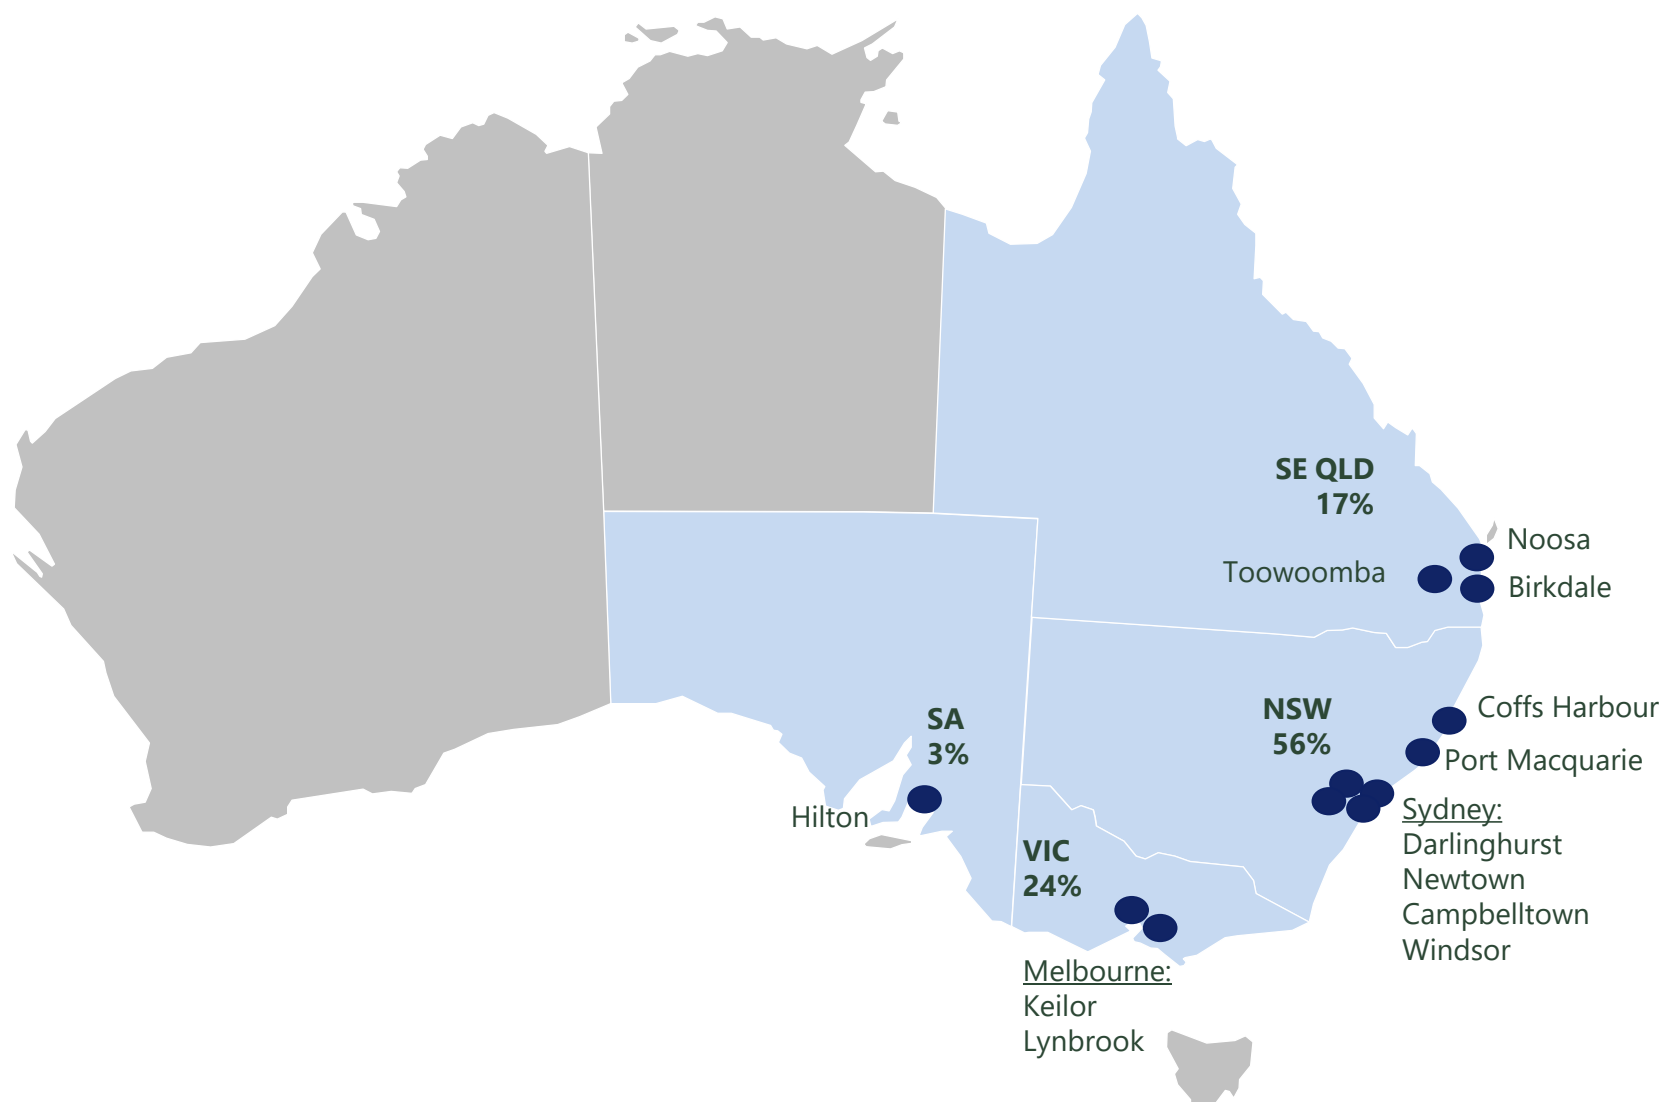 SE QLD
17%
Noosa
Toowoomba
Birkdale
SA
3%
Hilton
NSW
56%
Coffs Harbour
Port Macquarie
Sydney:
Darlinghurst
Newtown
Campbelltown
Windsor
VIC
24%
Melbourne:
Keilor
Lynbrook